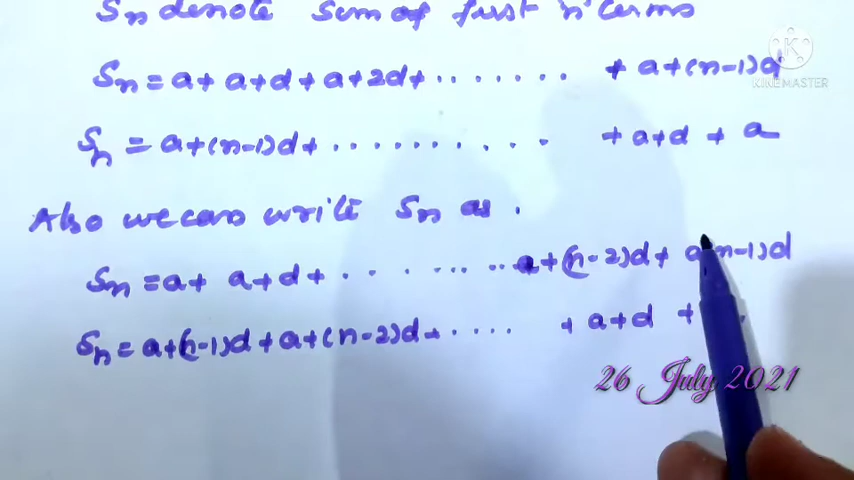 Sn denote Sum of first 'n' terms
Sn = a + a+d + a+2d + ........ + a+(n-1)d
KINEMASTER
Sn = a+(n-1)d + .......... + a+d + a
Also we can write Sn as .
Sn = a + a+d + ......... a+(n-2)d + a (n-1)d
Sn = a+(n-1)d + a+(n-2)d + .... + a+d +
26 July 2021